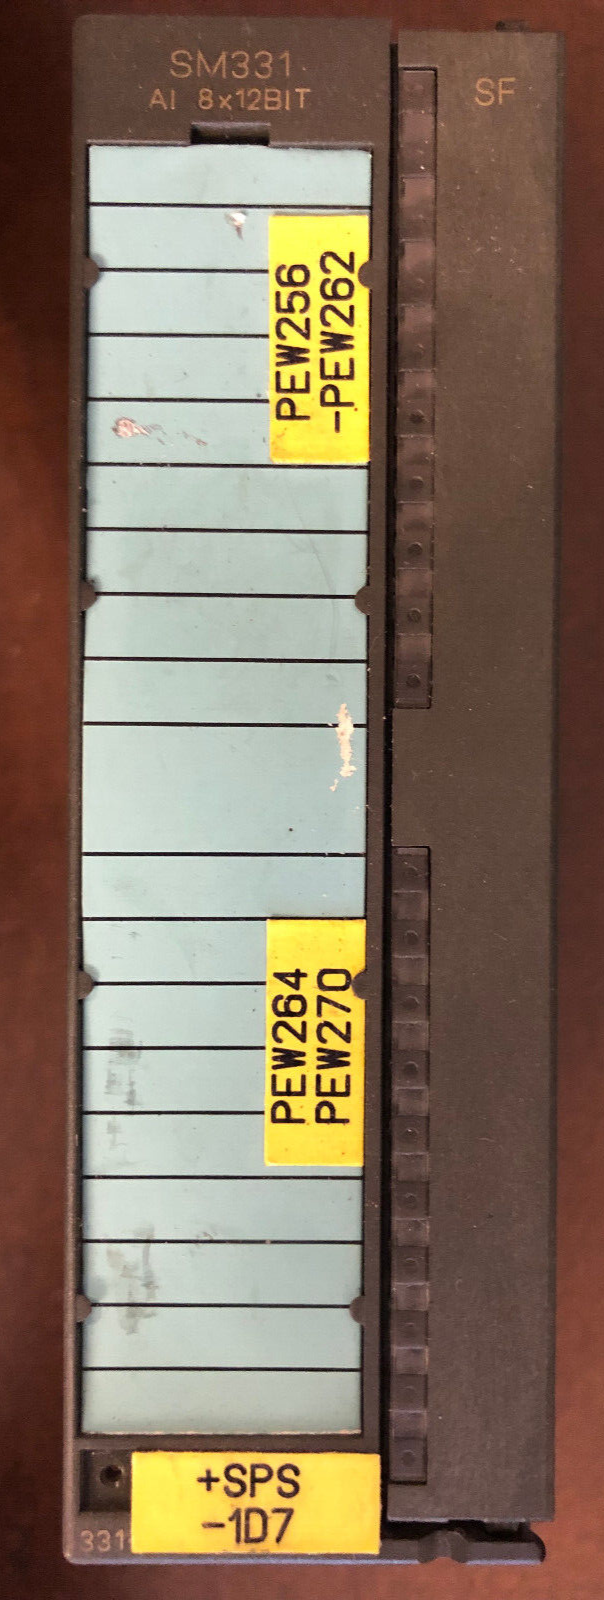 SM331
AI 8x12BIT
SF
PEW256
-PEW262
PEW264
PEW270
+SPS
-1D7
331